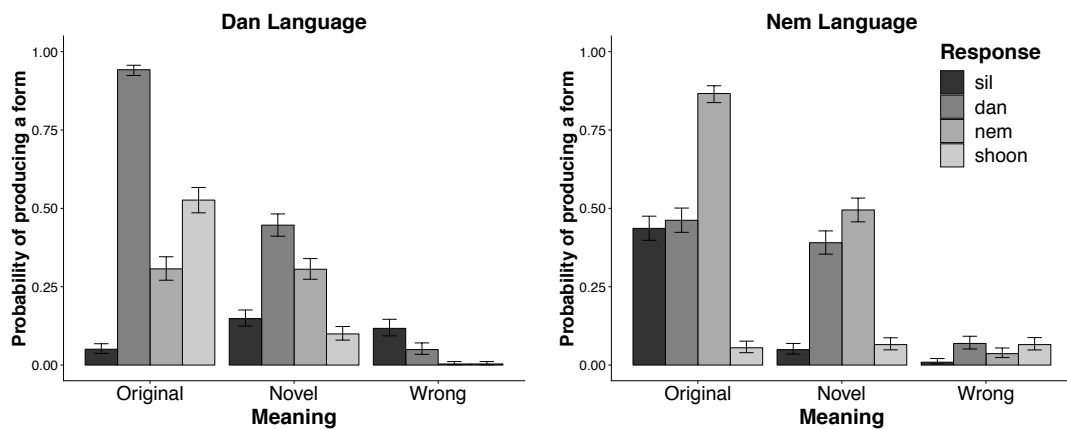 Dan Language
Probability of producing a form
1.00
0.75
0.50
0.25
0.00
Original Novel Wrong
Meaning
Nem Language
Probability of producing a form
1.00
0.75
0.50
0.25
0.00
Original Novel Wrong
Meaning
Response
sil
dan
nem
shoon